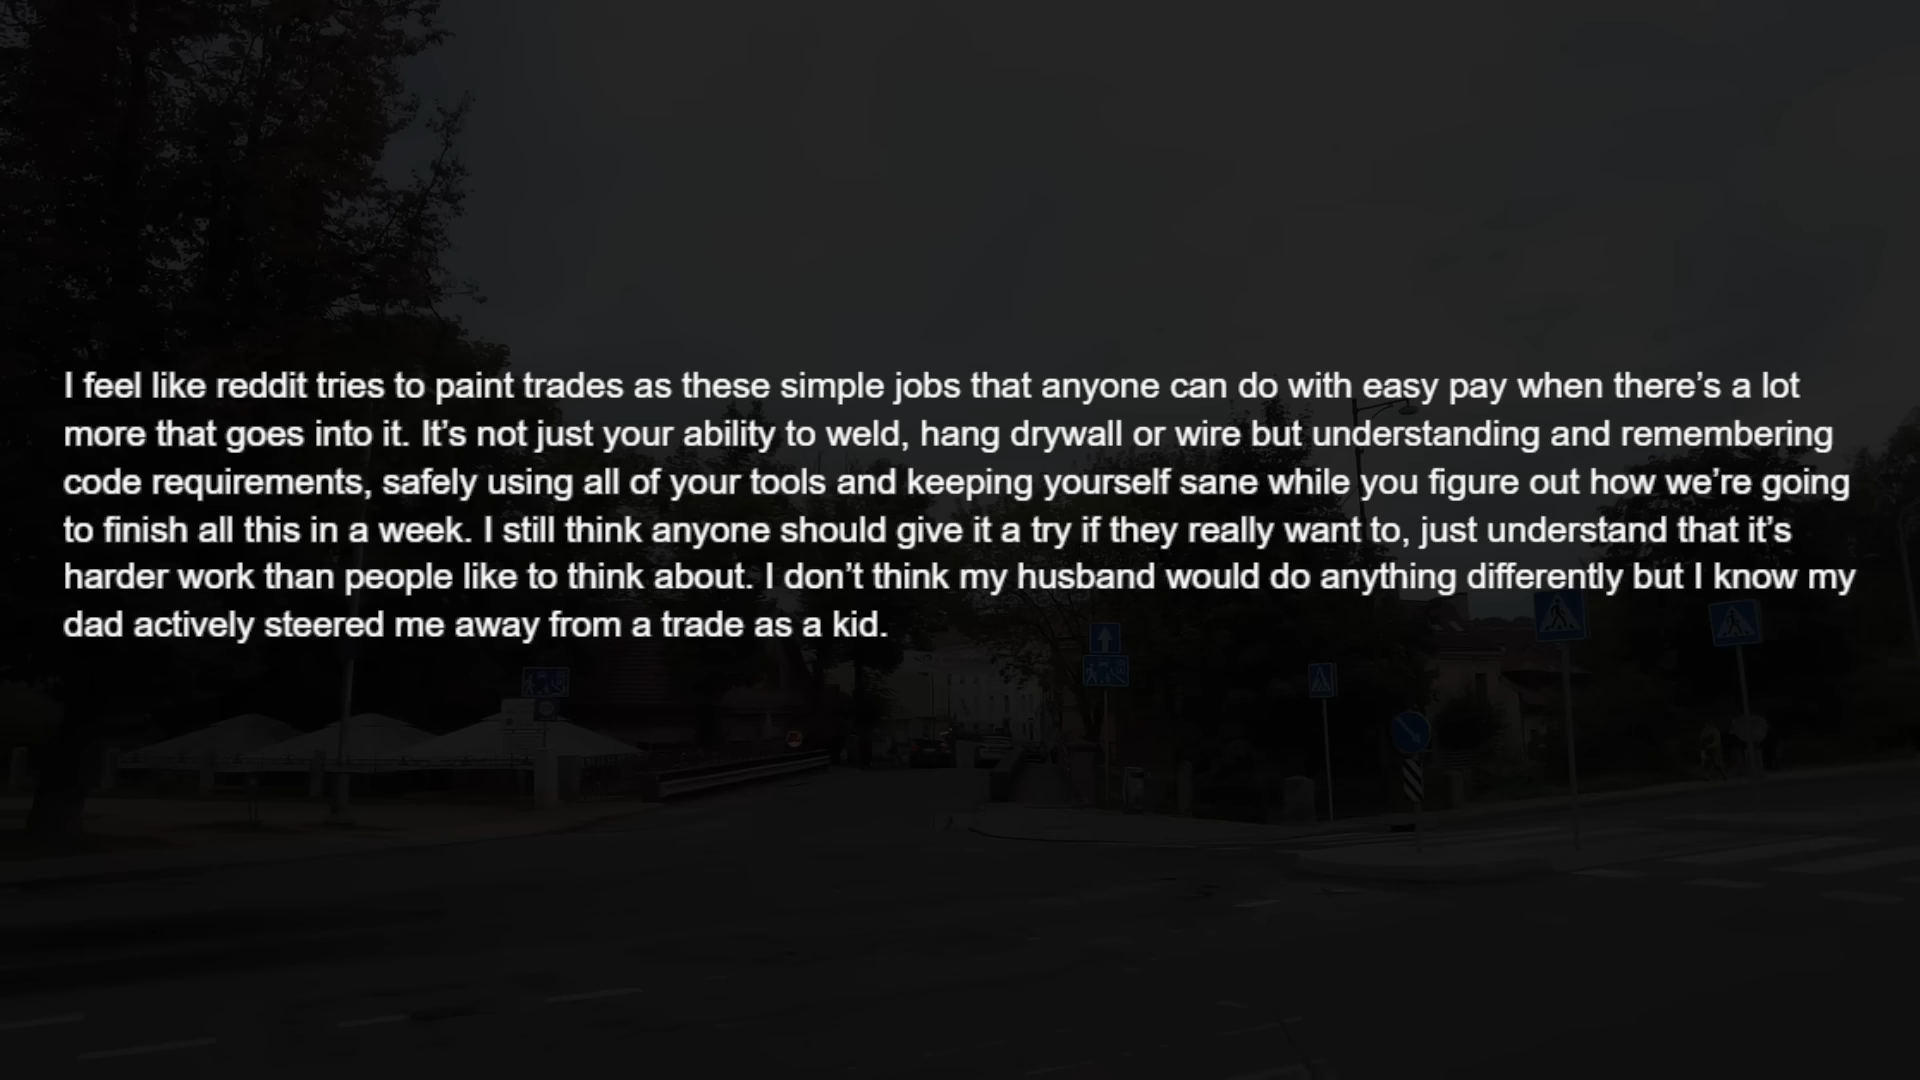 I feel like reddit tries to paint trades as these simple jobs that anyone can do with easy pay when there’s a lot
more that goes into it. It’s not just your ability to weld, hang drywall or wire but understanding and remembering
code requirements, safely using all of your tools and keeping yourself sane while you figure out how we’re going
to finish all this in a week. I still think anyone should give it a try if they really want to, just understand that it’s
harder work than people like to think about. I don’t think my husband would do anything differently but I know my
dad actively steered me away from a trade as a kid.